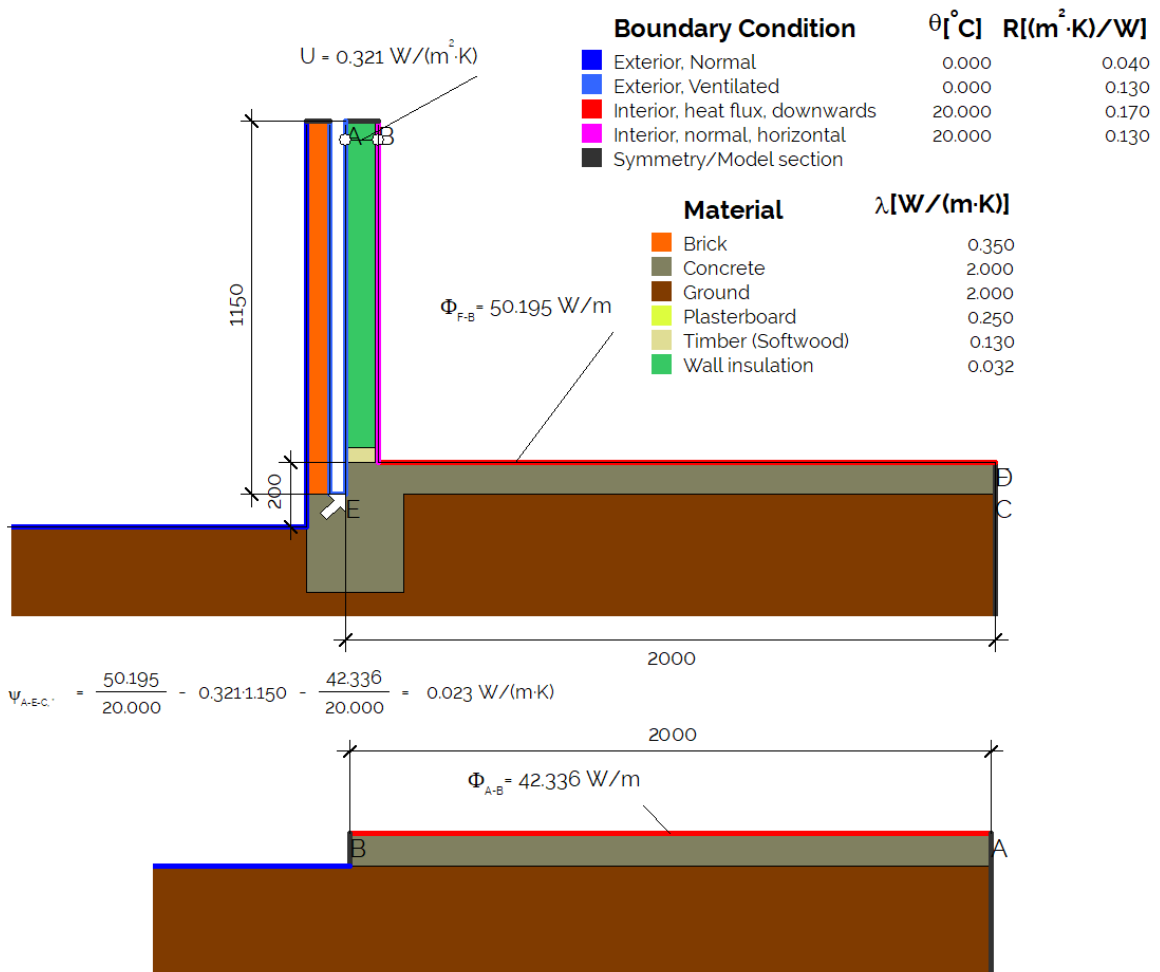 Boundary Condition θ[°C] R[(m²·K)/W]
Exterior, Normal 0.000 0.040
Exterior, Ventilated 0.000 0.130
Interior, heat flux, downwards 20.000 0.170
Interior, normal, horizontal 20.000 0.130
Symmetry/Model section
U = 0.321 W/(m²·K)
A B
Material λ[W/(m·K)]
Brick 0.350
Concrete 2.000
Ground 2.000
Plasterboard 0.250
Timber (Softwood) 0.130
Wall insulation 0.032
1150
ΦF-B= 50.195 W/m
200
D
E C
2000
ΨA-E-C,* = 50.195/20.000 - 0.321·1.150 - 42.336/20.000 = 0.023 W/(m·K)
2000
ΦA-B= 42.336 W/m
B A